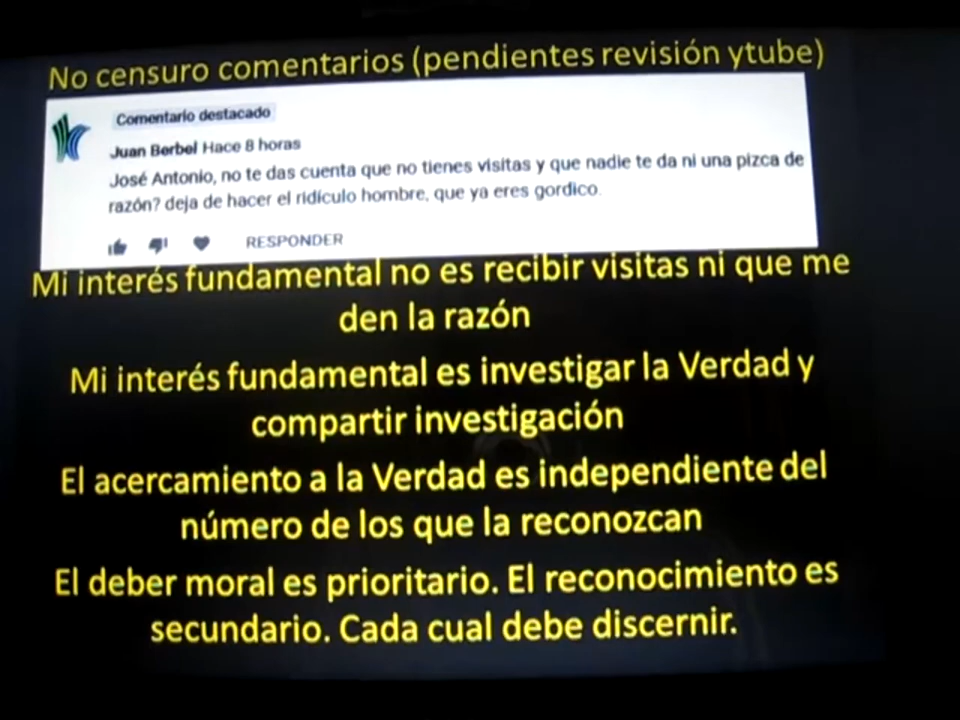 No censuro comentarios (pendientes revisión ytube)
Comentario destacado
Juan Berbel Hace 8 horas
José Antonio, no te das cuenta que no tienes visitas y que nadie te da ni una pizca de
razón? deja de hacer el ridículo hombre, que ya eres gordico.
RESPONDER
Mi interés fundamental no es recibir visitas ni que me
den la razón
Mi interés fundamental es investigar la Verdad y
compartir investigación
El acercamiento a la Verdad es independiente del
número de los que la reconozcan
El deber moral es prioritario. El reconocimiento es
secundario. Cada cual debe discernir.